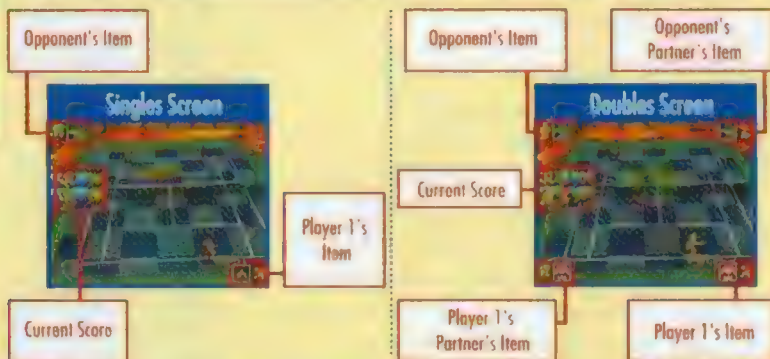 Opponent's Item
Singles Screen
Player 1's
Item
Current Score
Opponent's Item
Opponent's
Partner's Item
Doubles Screen
Current Score
Player 1's
Partner's Item
Player 1's Item